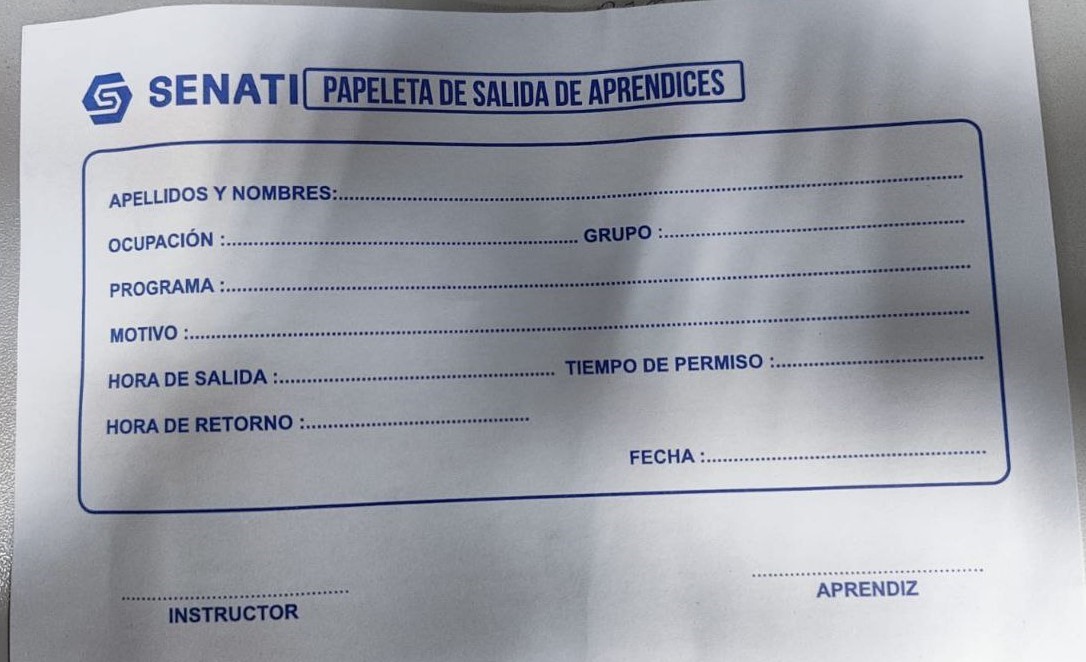 SENATI PAPELETA DE SALIDA DE APRENDICES
APELLIDOS Y NOMBRES:
OCUPACIÓN : GRUPO :
PROGRAMA :
MOTIVO :
HORA DE SALIDA : TIEMPO DE PERMISO :
HORA DE RETORNO :
FECHA :
APRENDIZ
INSTRUCTOR